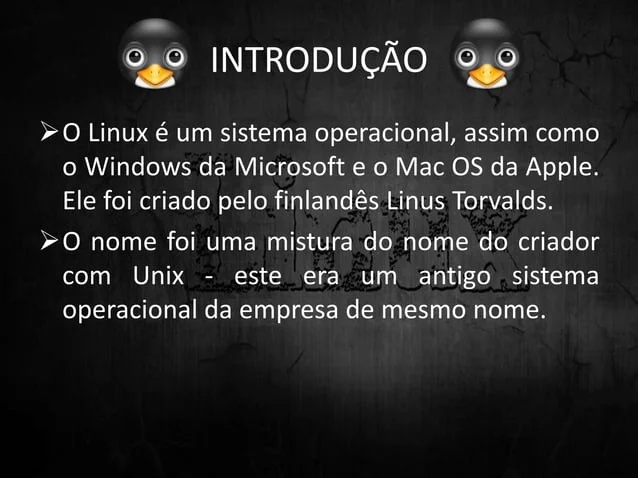 INTRODUÇÃO
➢O Linux é um sistema operacional, assim como
o Windows da Microsoft e o Mac OS da Apple.
Ele foi criado pelo finlandês Linus Torvalds.
➢O nome foi uma mistura do nome do criador
com Unix - este era um antigo sistema
operacional da empresa de mesmo nome.
Linux